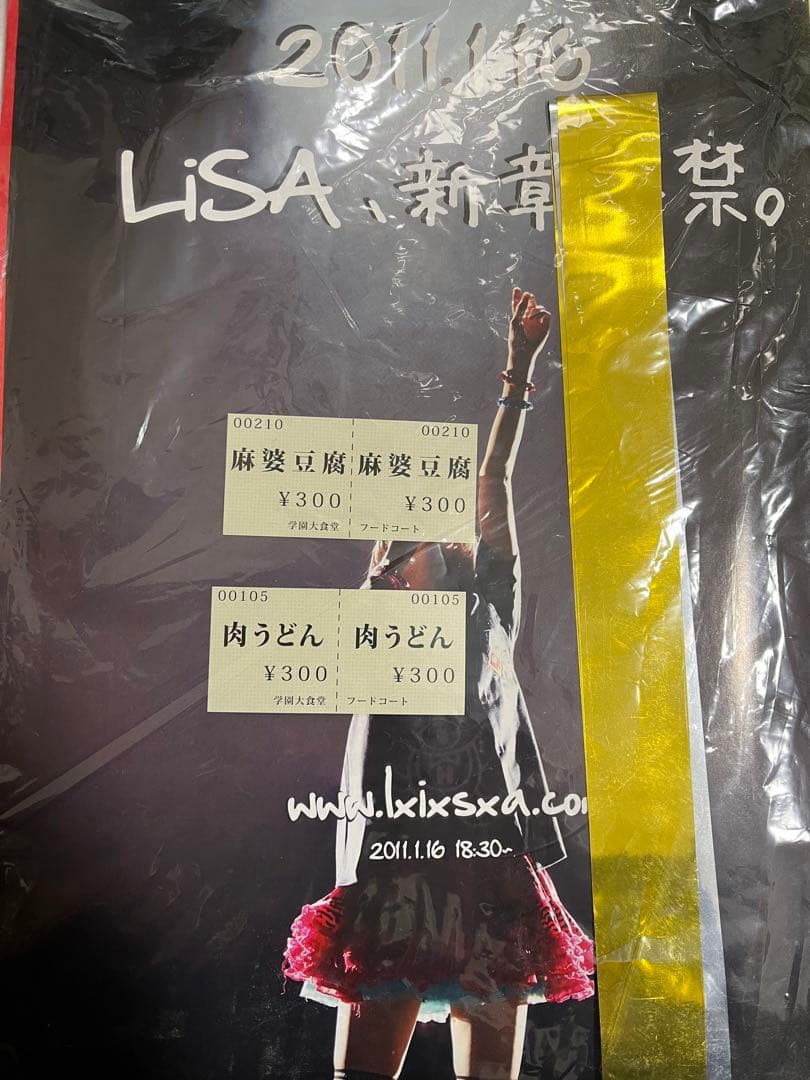 2011.1.16
LiSA、新章 禁。
00210 00210
麻婆豆腐 麻婆豆腐
¥300 ¥300
学園大食堂 フードコート
00105 00105
肉うどん 肉うどん
¥300 ¥300
学園大食堂 フードコート
www.lxixsxa.co
2011.1.16 18:30~